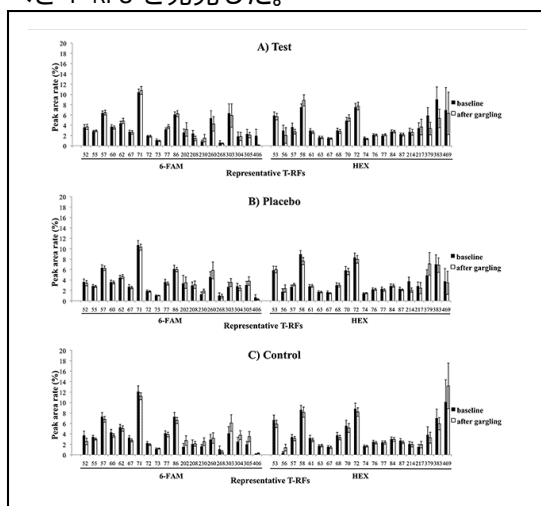 T-RFs を発見した。
A) Test
Peak area rate (%)
20
18
16
14
12
10
8
6
4
2
0
baseline
after gargling
52 55 57 60 62 67 71 72 73 77 86 202 208 230 260 268 303 304 305 406 53 56 57 58 61 63 67 68 70 72 74 76 77 84 87 214 217 379 383 469
6-FAM HEX
Representative T-RFs
B) Placebo
Peak area rate (%)
20
18
16
14
12
10
8
6
4
2
0
baseline
after gargling
52 55 57 60 62 67 71 72 73 77 86 202 208 230 260 268 303 304 305 406 53 56 57 58 61 63 67 68 70 72 74 76 77 84 87 214 217 379 383 469
6-FAM HEX
Representative T-RFs
C) Control
Peak area rate (%)
20
18
16
14
12
10
8
6
4
2
0
baseline
after gargling
52 55 57 60 62 67 71 72 73 77 86 202 208 230 260 268 303 304 305 406 53 56 57 58 61 63 67 68 70 72 74 76 77 84 87 214 217 379 383 469
6-FAM HEX
Representative T-RFs